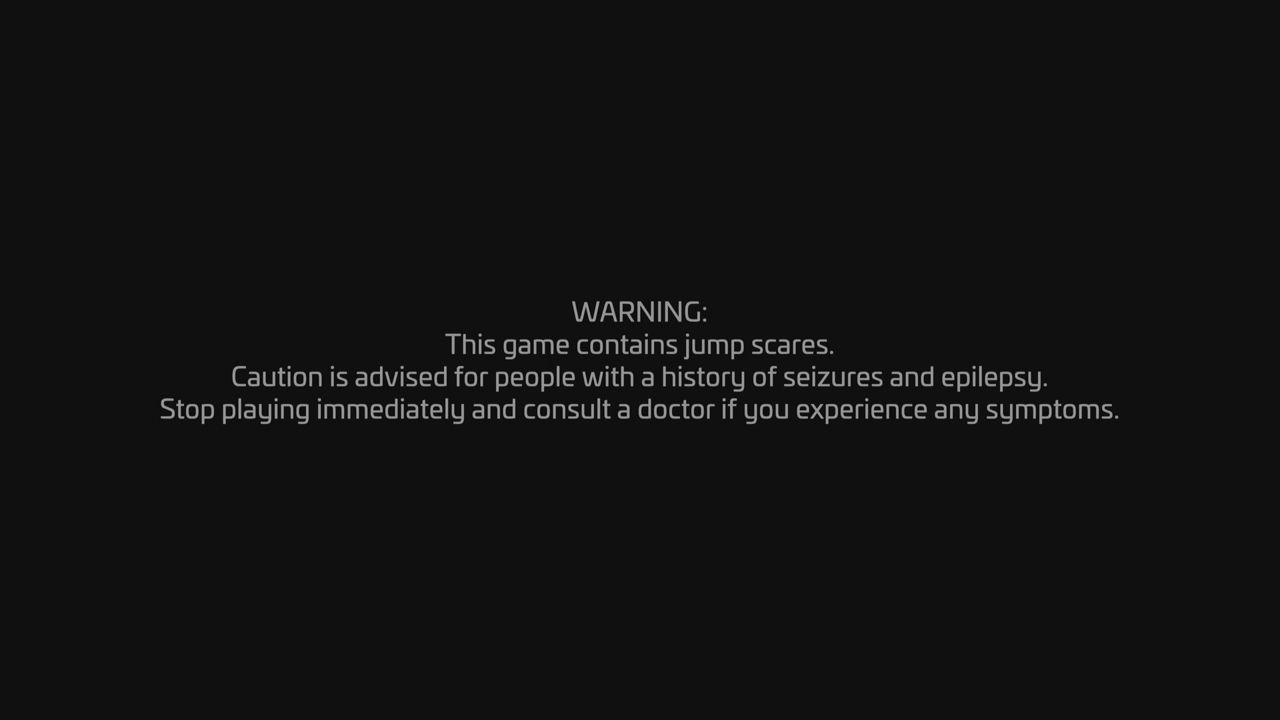 WARNING:
This game contains jump scares.
Caution is advised for people with a history of seizures and epilepsy.
Stop playing immediately and consult a doctor if you experience any symptoms.